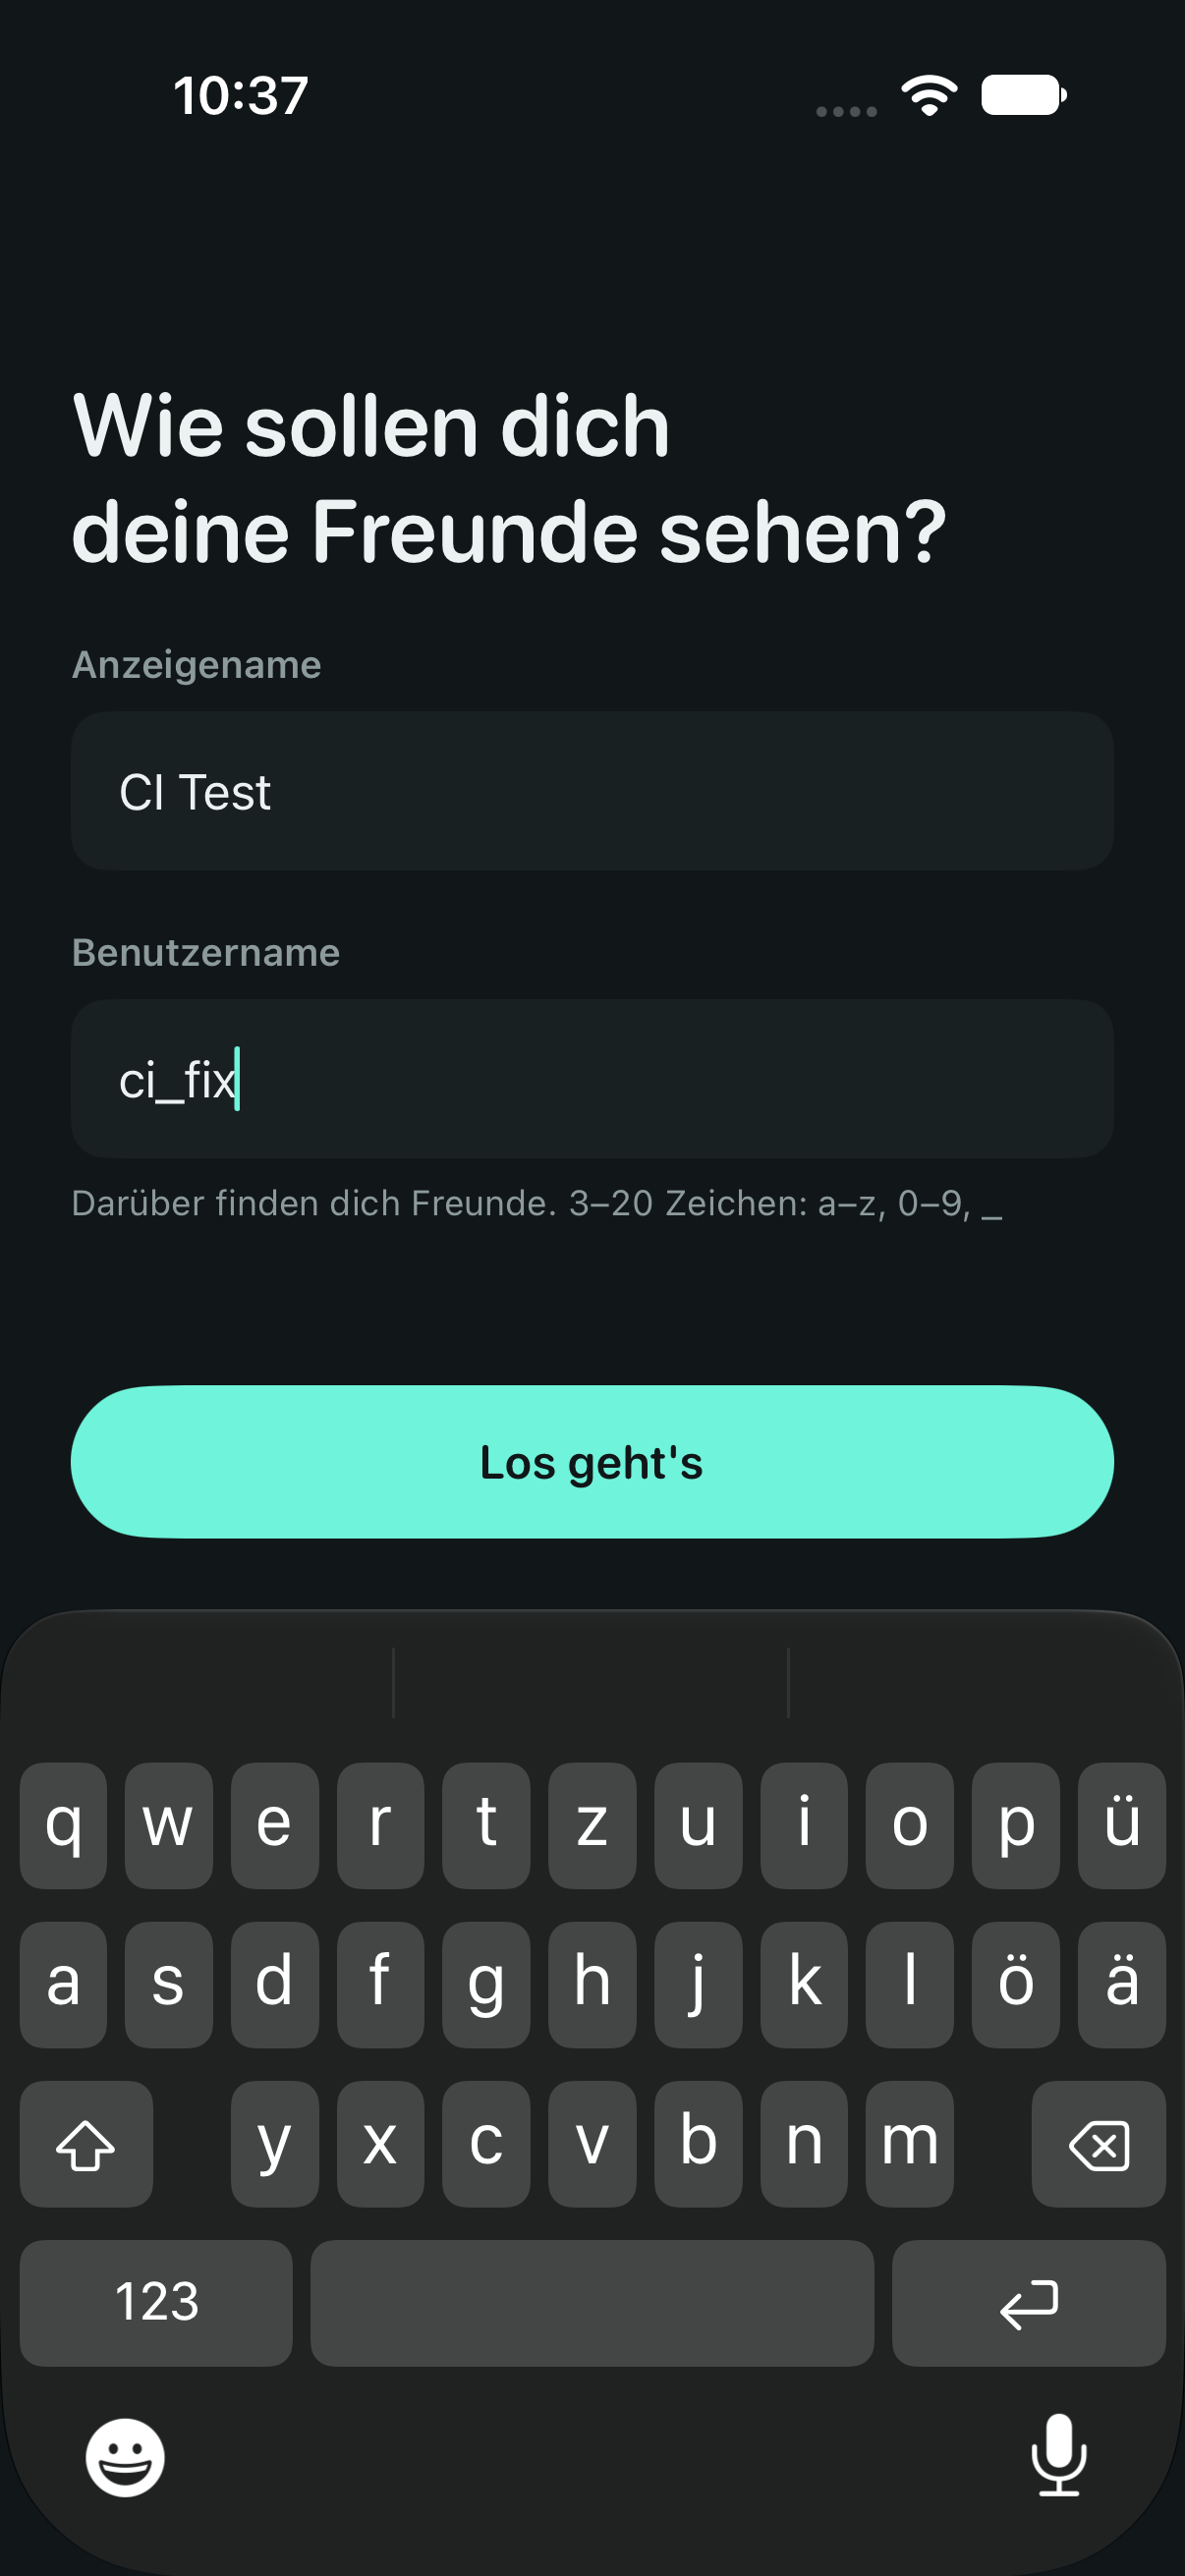 10:37
Wie sollen dich
deine Freunde sehen?
Anzeigename
CI Test
Benutzername
ci_fix
Darüber finden dich Freunde. 3–20 Zeichen: a–z, 0–9, _
Los geht's
q w e r t z u i o p ü
a s d f g h j k l ö ä
y x c v b n m
123